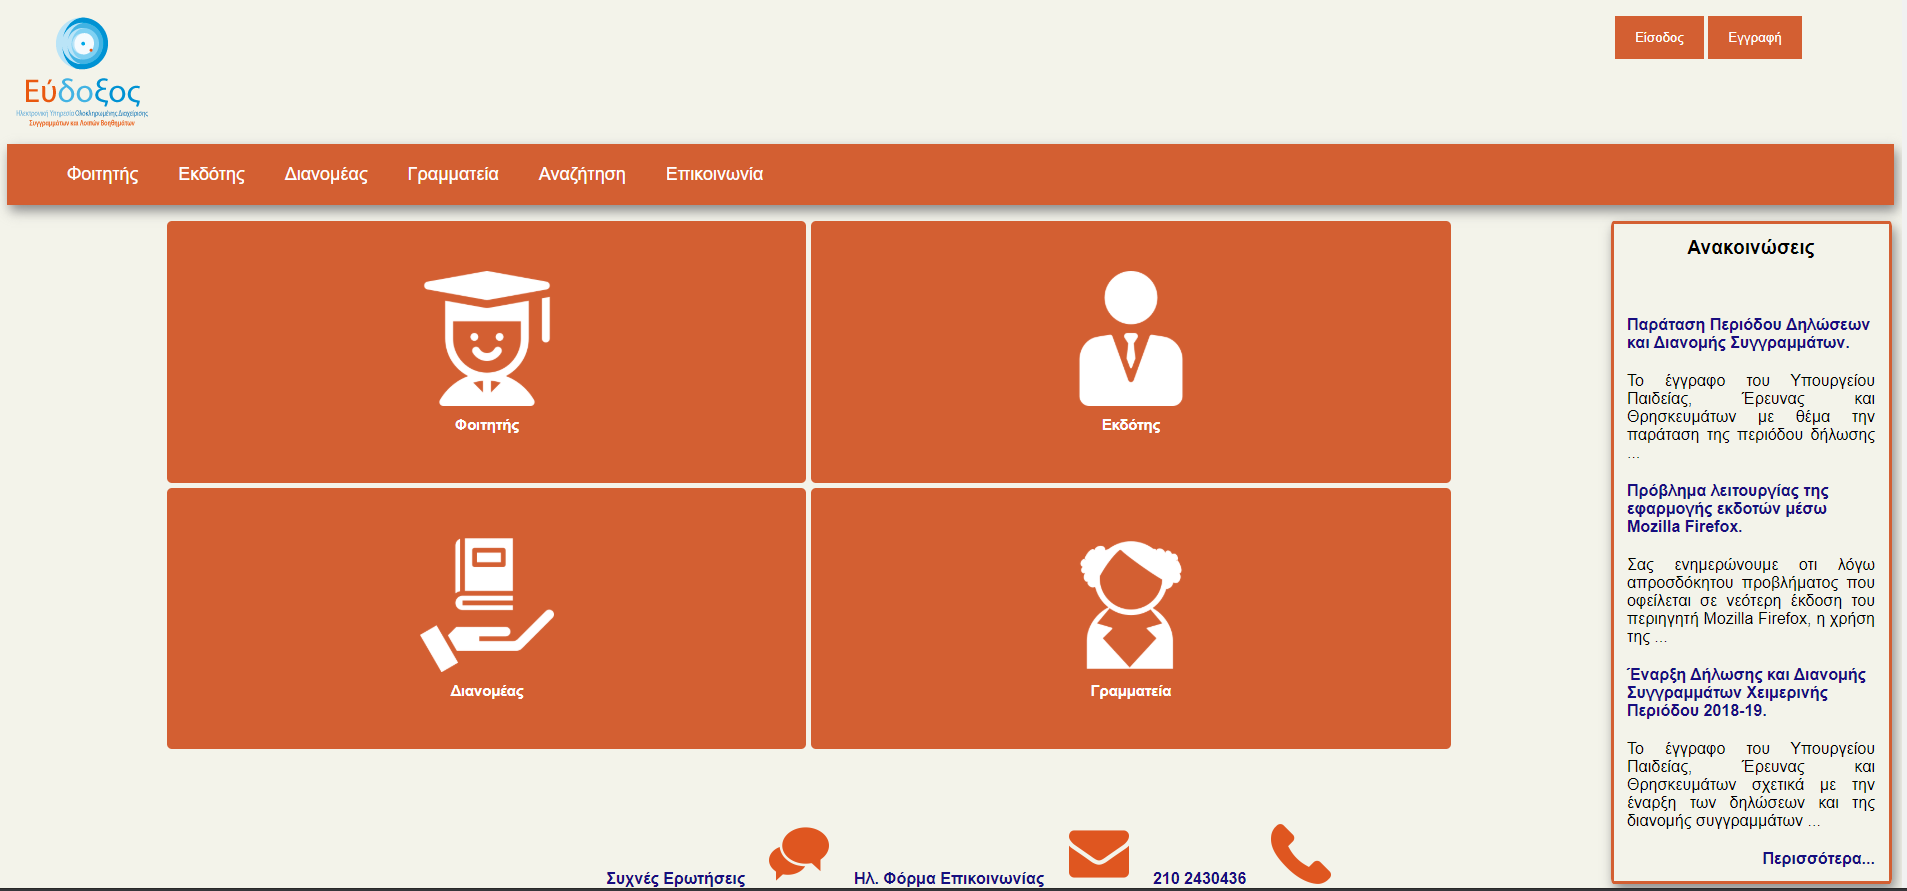 Εύδοξος
Ηλεκτρονική Υπηρεσία Ολοκληρωμένης Διαχείρισης
Συγγραμμάτων και Λοιπών Βοηθημάτων
Είσοδος Εγγραφή
Φοιτητής Εκδότης Διανομέας Γραμματεία Αναζήτηση Επικοινωνία
Φοιτητής
Εκδότης
Διανομέας
Γραμματεία
Ανακοινώσεις
Παράταση Περιόδου Δηλώσεων
και Διανομής Συγγραμμάτων.
Το έγγραφο του Υπουργείου
Παιδείας, Έρευνας και
Θρησκευμάτων με θέμα την
παράταση της περιόδου δήλωσης
...
Πρόβλημα λειτουργίας της
εφαρμογής εκδοτών μέσω
Mozilla Firefox.
Σας ενημερώνουμε οτι λόγω
απροσδόκητου προβλήματος που
οφείλεται σε νεότερη έκδοση του
περιηγητή Mozilla Firefox, η χρήση
της ...
Έναρξη Δήλωσης και Διανομής
Συγγραμμάτων Χειμερινής
Περιόδου 2018-19.
Το έγγραφο του Υπουργείου
Παιδείας, Έρευνας και
Θρησκευμάτων σχετικά με την
έναρξη των δηλώσεων και της
διανομής συγγραμμάτων ...
Περισσότερα...
Συχνές Ερωτήσεις Ηλ. Φόρμα Επικοινωνίας 210 2430436